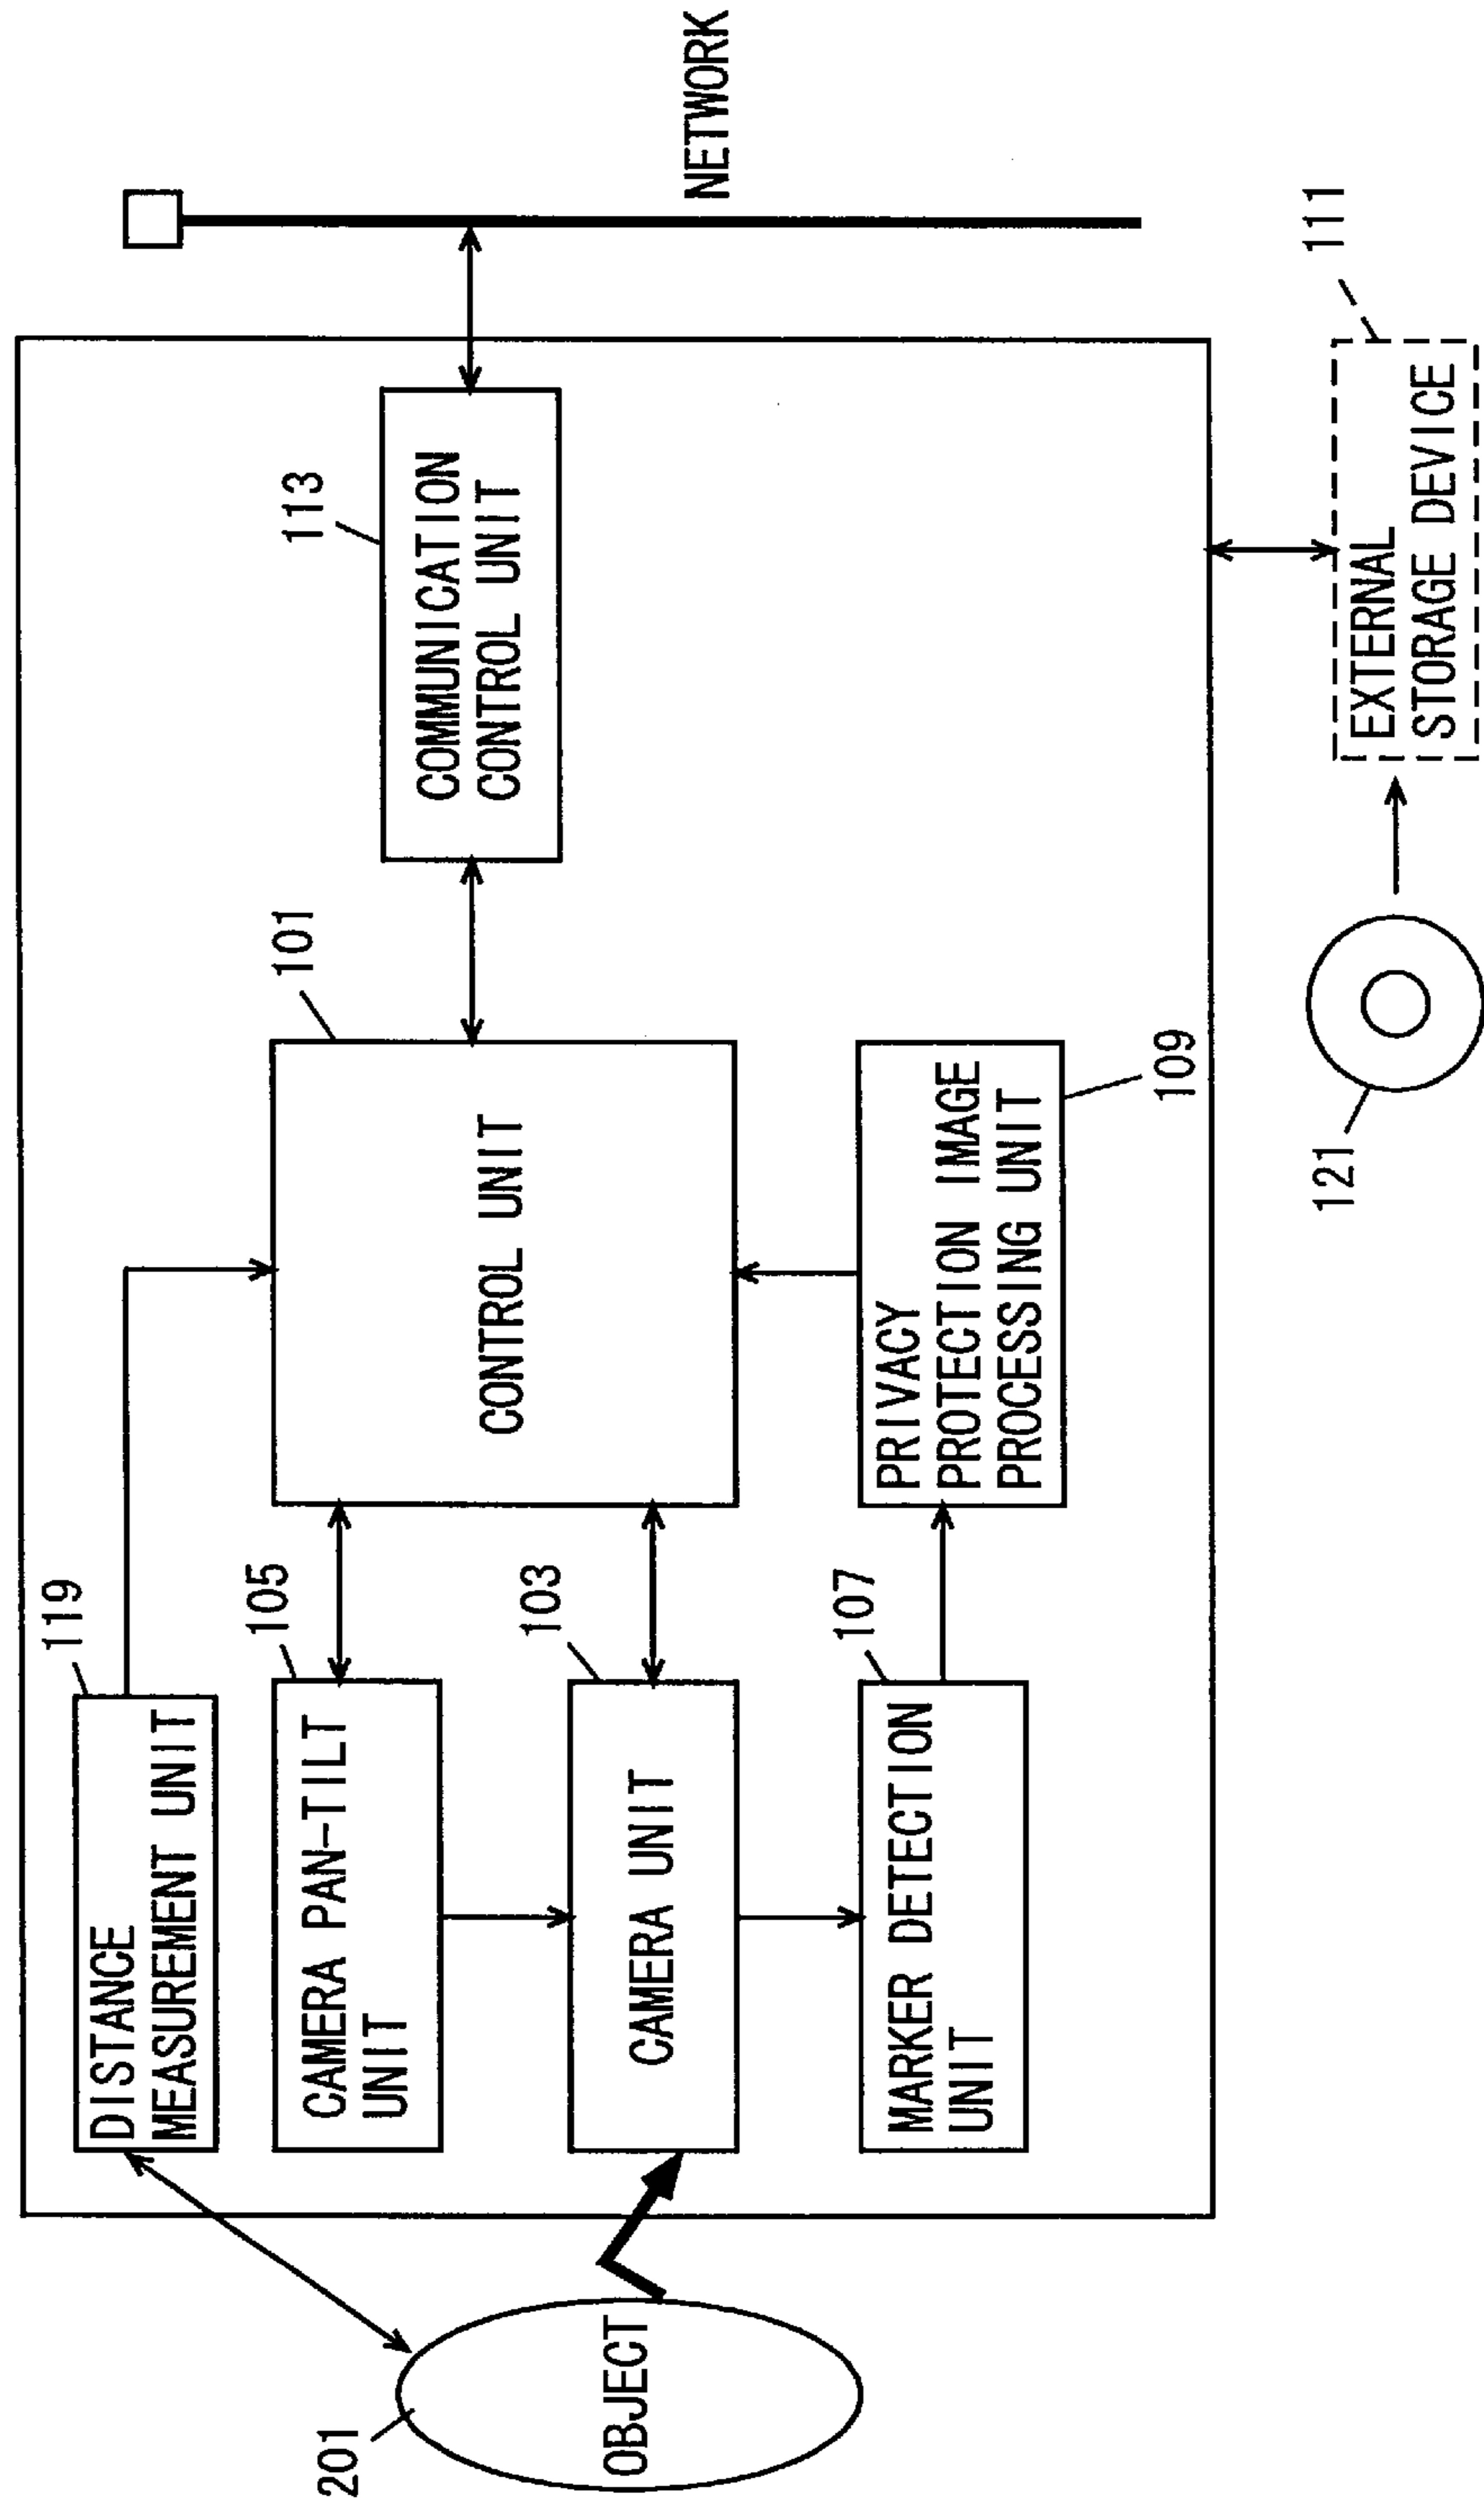 119
DISTANCE
MEASUREMENT UNIT
105
CAMERA PAN-TILT
UNIT
103
CAMERA UNIT
107
MARKER DETECTION
UNIT
201
OBJECT
101
CONTROL UNIT
PRIVACY
PROTECTION IMAGE
PROCESSING UNIT
109
113
COMMUNICATION
CONTROL UNIT
NETWORK
121
111
EXTERNAL
STORAGE DEVICE